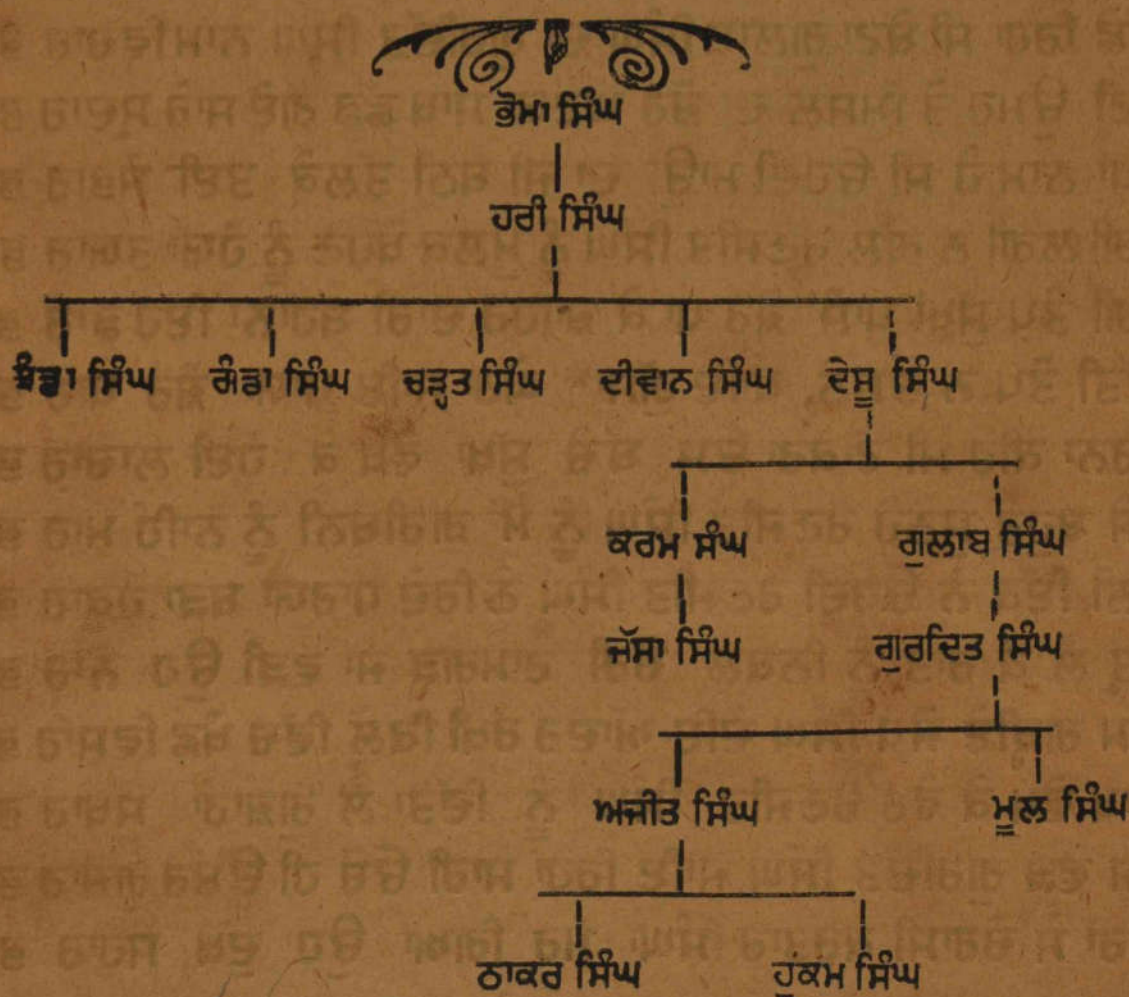 ਭੋਮਾ ਸਿੰਘ
ਹਰੀ ਸਿੰਘ
ਝੰਡਾ ਸਿੰਘ ਗੰਡਾ ਸਿੰਘ ਚੜ੍ਹਤ ਸਿੰਘ ਦੀਵਾਨ ਸਿੰਘ ਦੇਸੂ ਸਿੰਘ
ਕਰਮ ਸੰਘ ਗੁਲਾਬ ਸਿੰਘ
ਜੱਸਾ ਸਿੰਘ ਗੁਰਦਿਤ ਸਿੰਘ
ਅਜੀਤ ਸਿੰਘ ਮੂਲ ਸਿੰਘ
ਠਾਕਰ ਸਿੰਘ ਹੁਕਮ ਸਿੰਘ